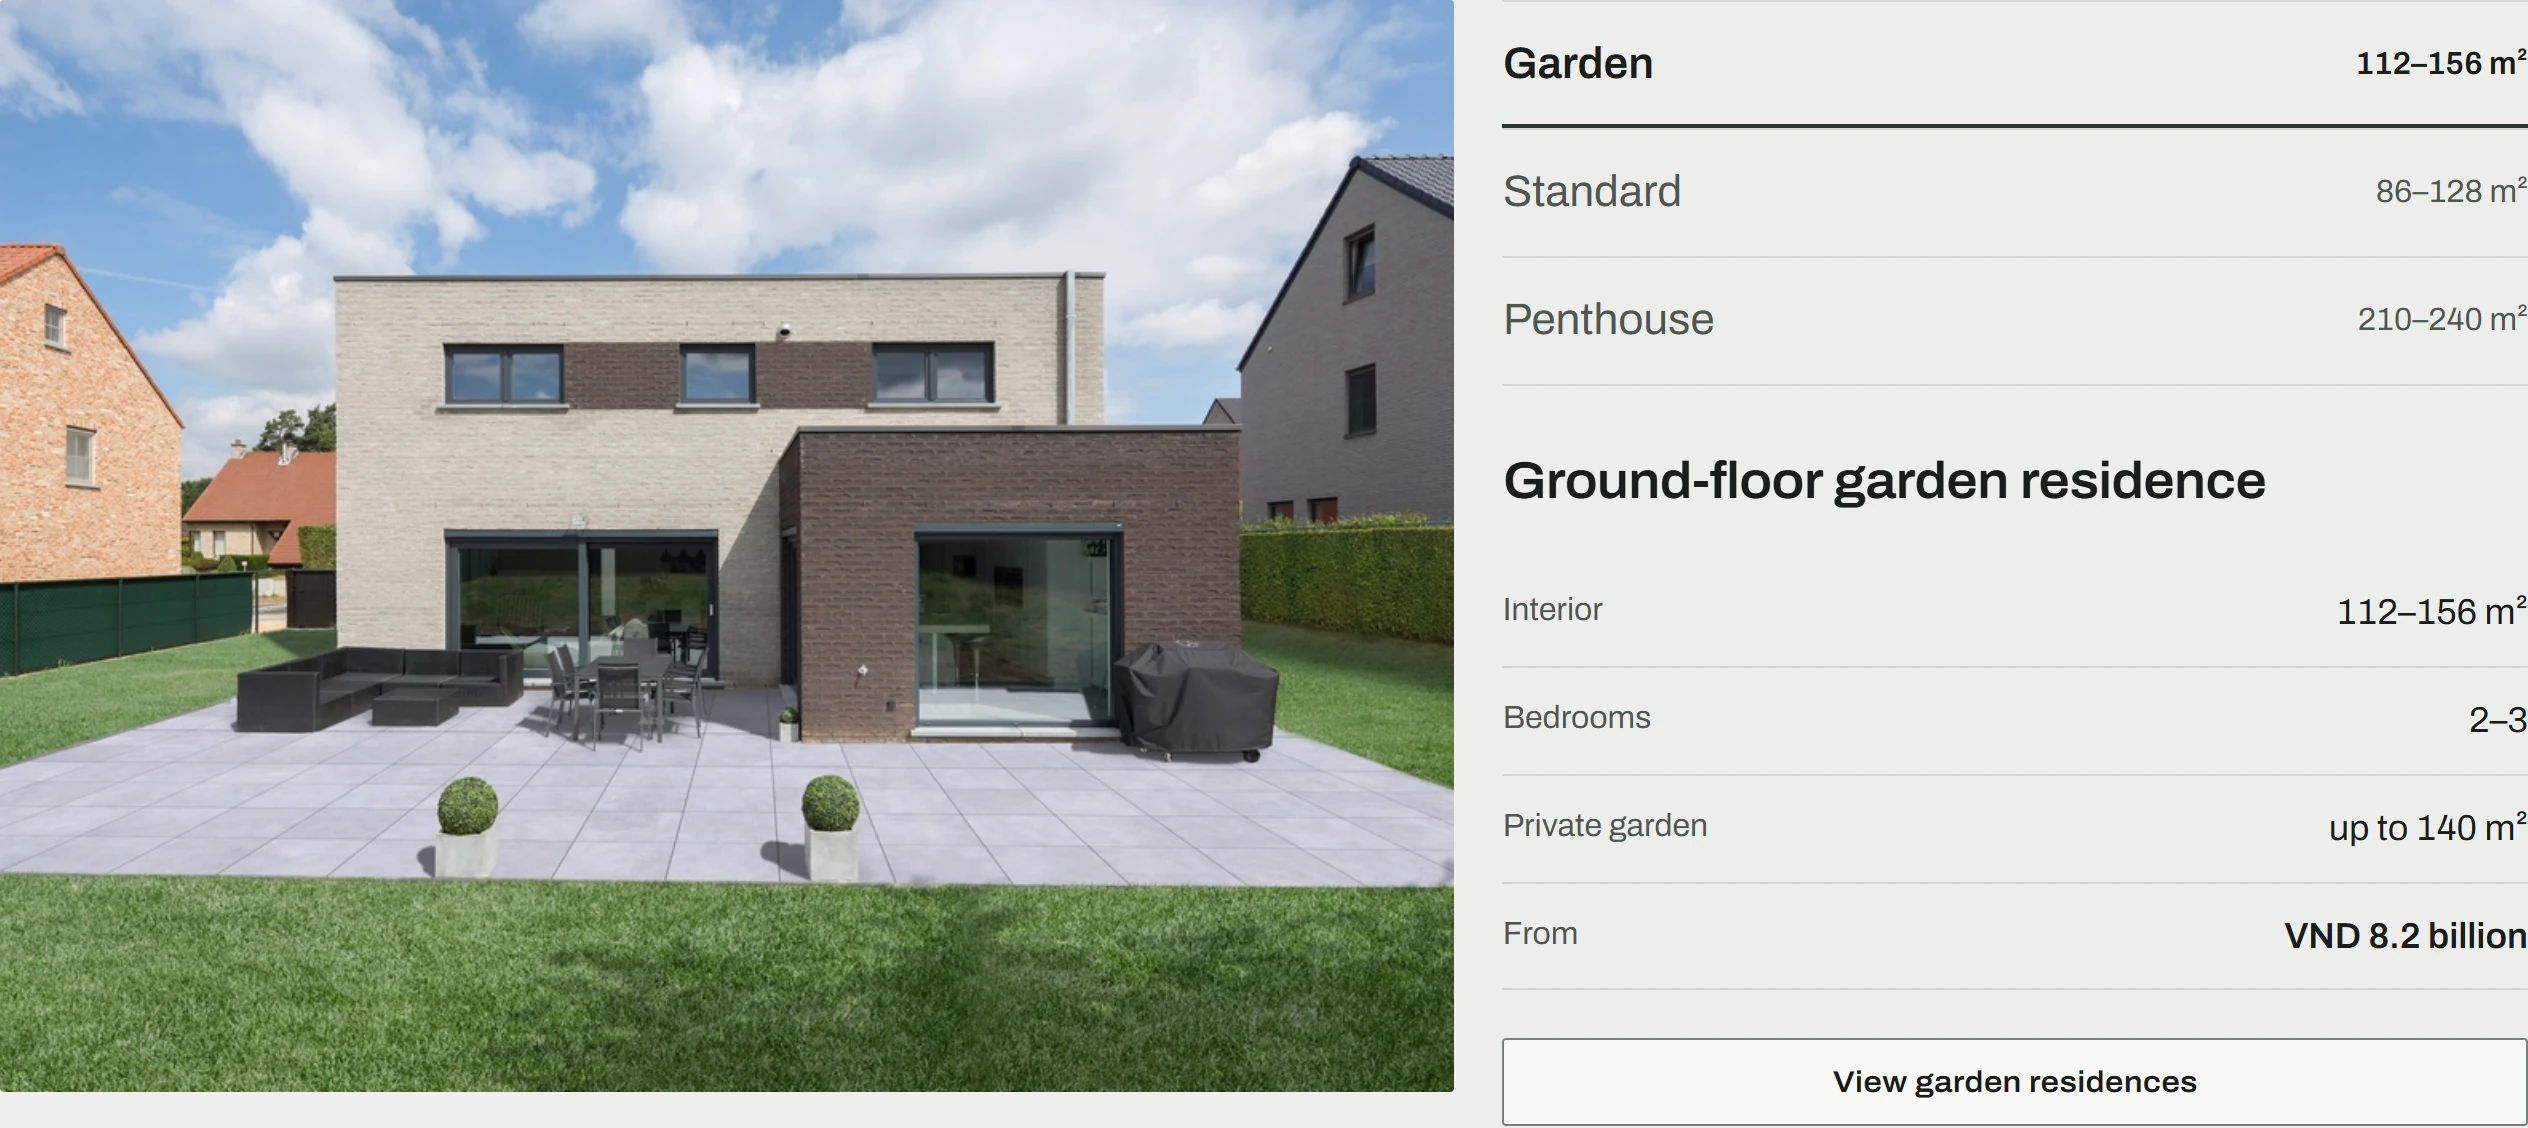 Garden 112–156 m²
Standard 86–128 m²
Penthouse 210–240 m²
Ground-floor garden residence
Interior 112–156 m²
Bedrooms 2–3
Private garden up to 140 m²
From VND 8.2 billion
View garden residences